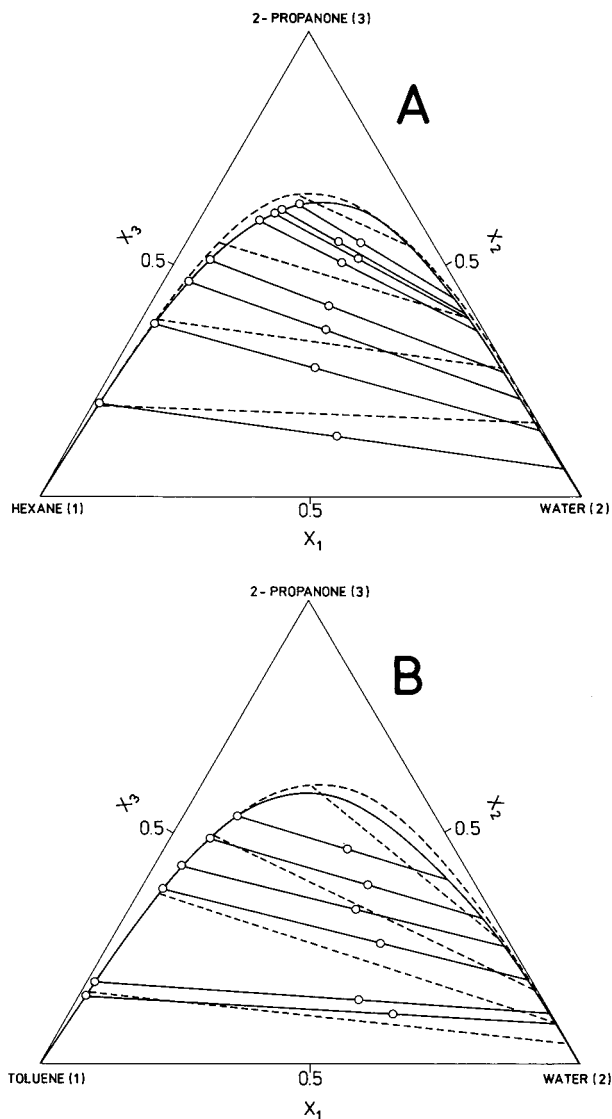 2- PROPANONE (3)
A
X3
X2
0.5
0.5
HEXANE (1)
0.5
WATER (2)
X1
2- PROPANONE (3)
B
X3
X2
0.5
0.5
TOLUENE (1)
0.5
WATER (2)
X1